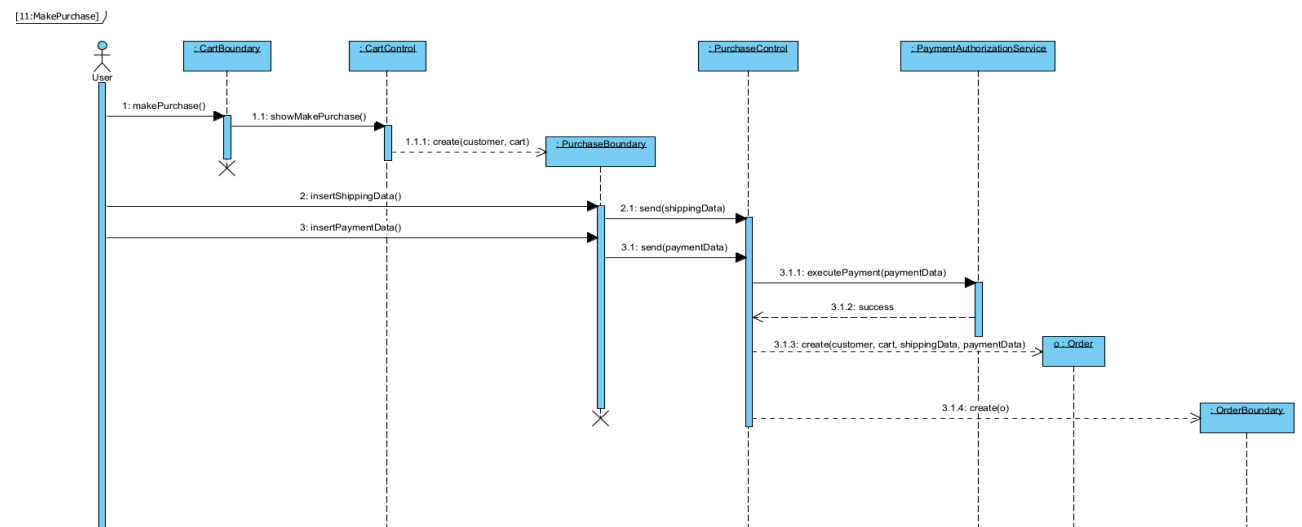 [11:MakePurchase]
: CartBoundary
: CartControl
: PurchaseControl
: PaymentAuthorizationService
User
1: makePurchase()
1.1: showMakePurchase()
1.1.1: create(customer, cart)
: PurchaseBoundary
2: insertShippingData()
2.1: send(shippingData)
3: insertPaymentData()
3.1: send(paymentData)
3.1.1: executePayment(paymentData)
3.1.2: success
3.1.3: create(customer, cart, shippingData, paymentData)
o : Order
3.1.4: create(o)
: OrderBoundary